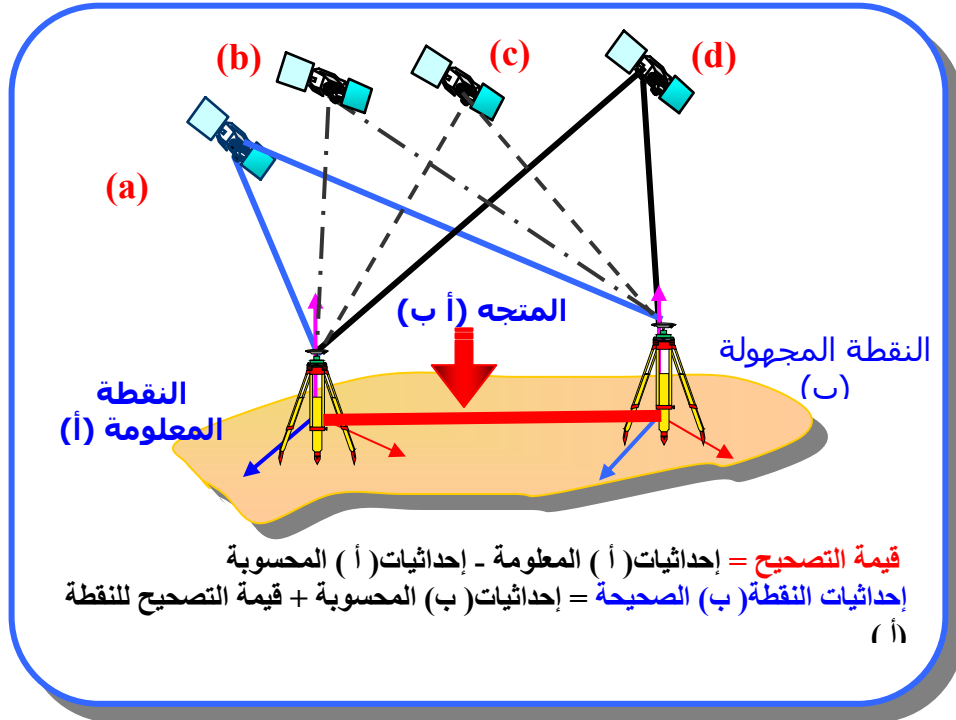 (b)
(c)
(d)
(a)
المتجه (أ ب)
النقطة المجهولة
(ب)
النقطة
المعلومة (أ)
قيمة التصحيح = إحداثيات( أ ) المعلومة - إحداثيات( أ ) المحسوبة
إحداثيات النقطة( ب) الصحيحة = إحداثيات( ب) المحسوبة + قيمة التصحيح للنقطة
(أ )